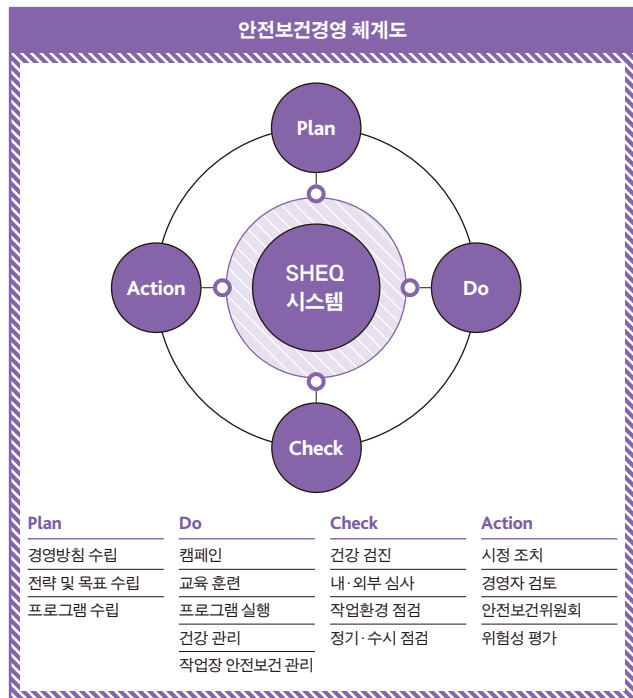 안전보건경영 체계도
Plan
Action
SHEQ
시스템
Do
Check
Plan
경영방침 수립
전략 및 목표 수립
프로그램 수립
Do
캠페인
교육 훈련
프로그램 실행
건강 관리
작업장 안전보건 관리
Check
건강 검진
내·외부 심사
작업환경 점검
정기·수시 점검
Action
시정 조치
경영자 검토
안전보건위원회
위험성 평가